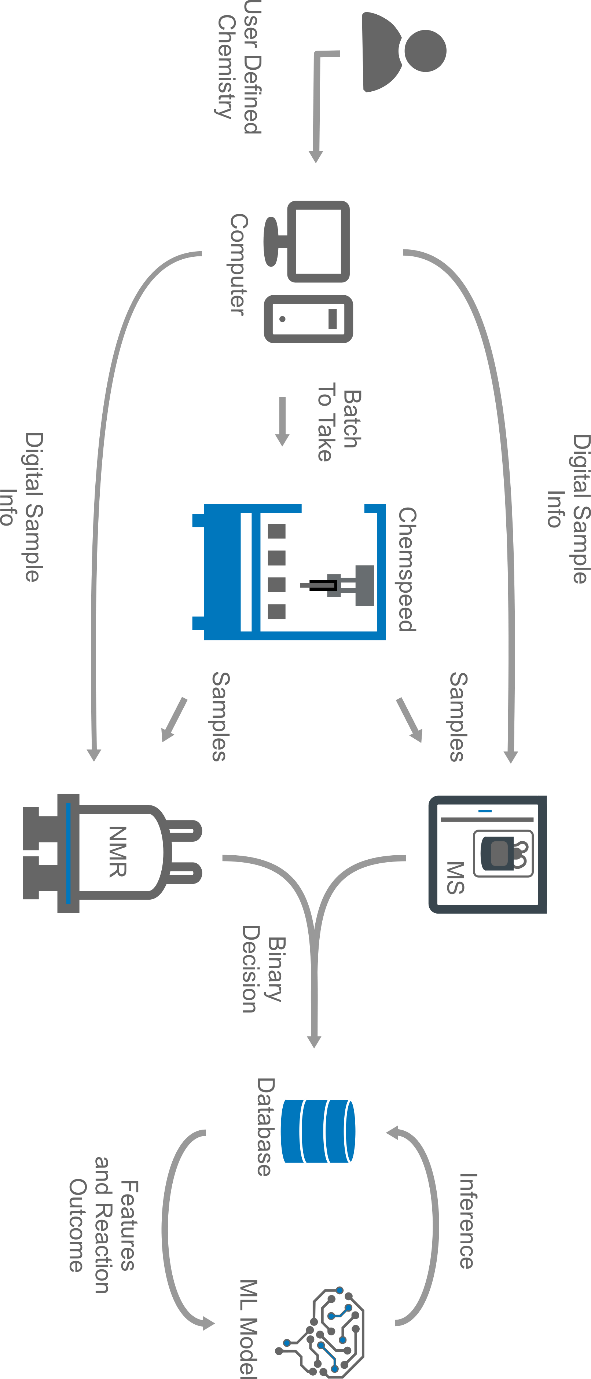 User Defined
Chemistry
Computer
Digital Sample
Info
Digital Sample
Info
Batch
To Take
Chemspeed
Samples
Samples
MS
NMR
Binary
Decision
Database
Inference
Features
and Reaction
Outcome
ML Model